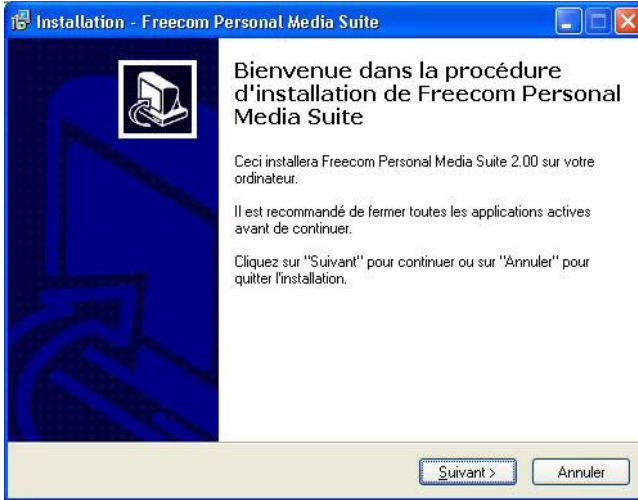 Installation - Freecom Personal Media Suite
Bienvenue dans la procédure
d'installation de Freecom Personal
Media Suite
Ceci installera Freecom Personal Media Suite 2.00 sur votre
ordinateur.
Il est recommandé de fermer toutes les applications actives
avant de continuer.
Cliquez sur "Suivant" pour continuer ou sur "Annuler" pour
quitter l'installation.
Suivant >
Annuler